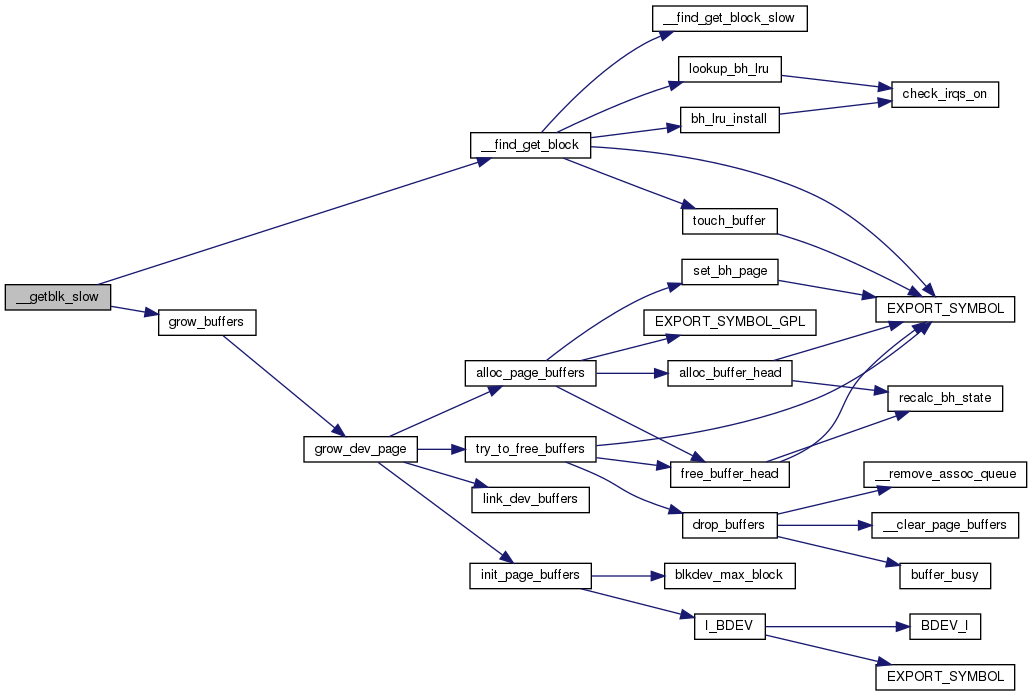 __find_get_block_slow
lookup_bh_lru
check_irqs_on
bh_lru_install
__find_get_block
touch_buffer
set_bh_page
__getblk_slow
EXPORT_SYMBOL
grow_buffers
EXPORT_SYMBOL_GPL
alloc_page_buffers
alloc_buffer_head
recalc_bh_state
grow_dev_page
try_to_free_buffers
free_buffer_head
__remove_assoc_queue
link_dev_buffers
drop_buffers
__clear_page_buffers
init_page_buffers
blkdev_max_block
buffer_busy
I_BDEV
BDEV_I
EXPORT_SYMBOL